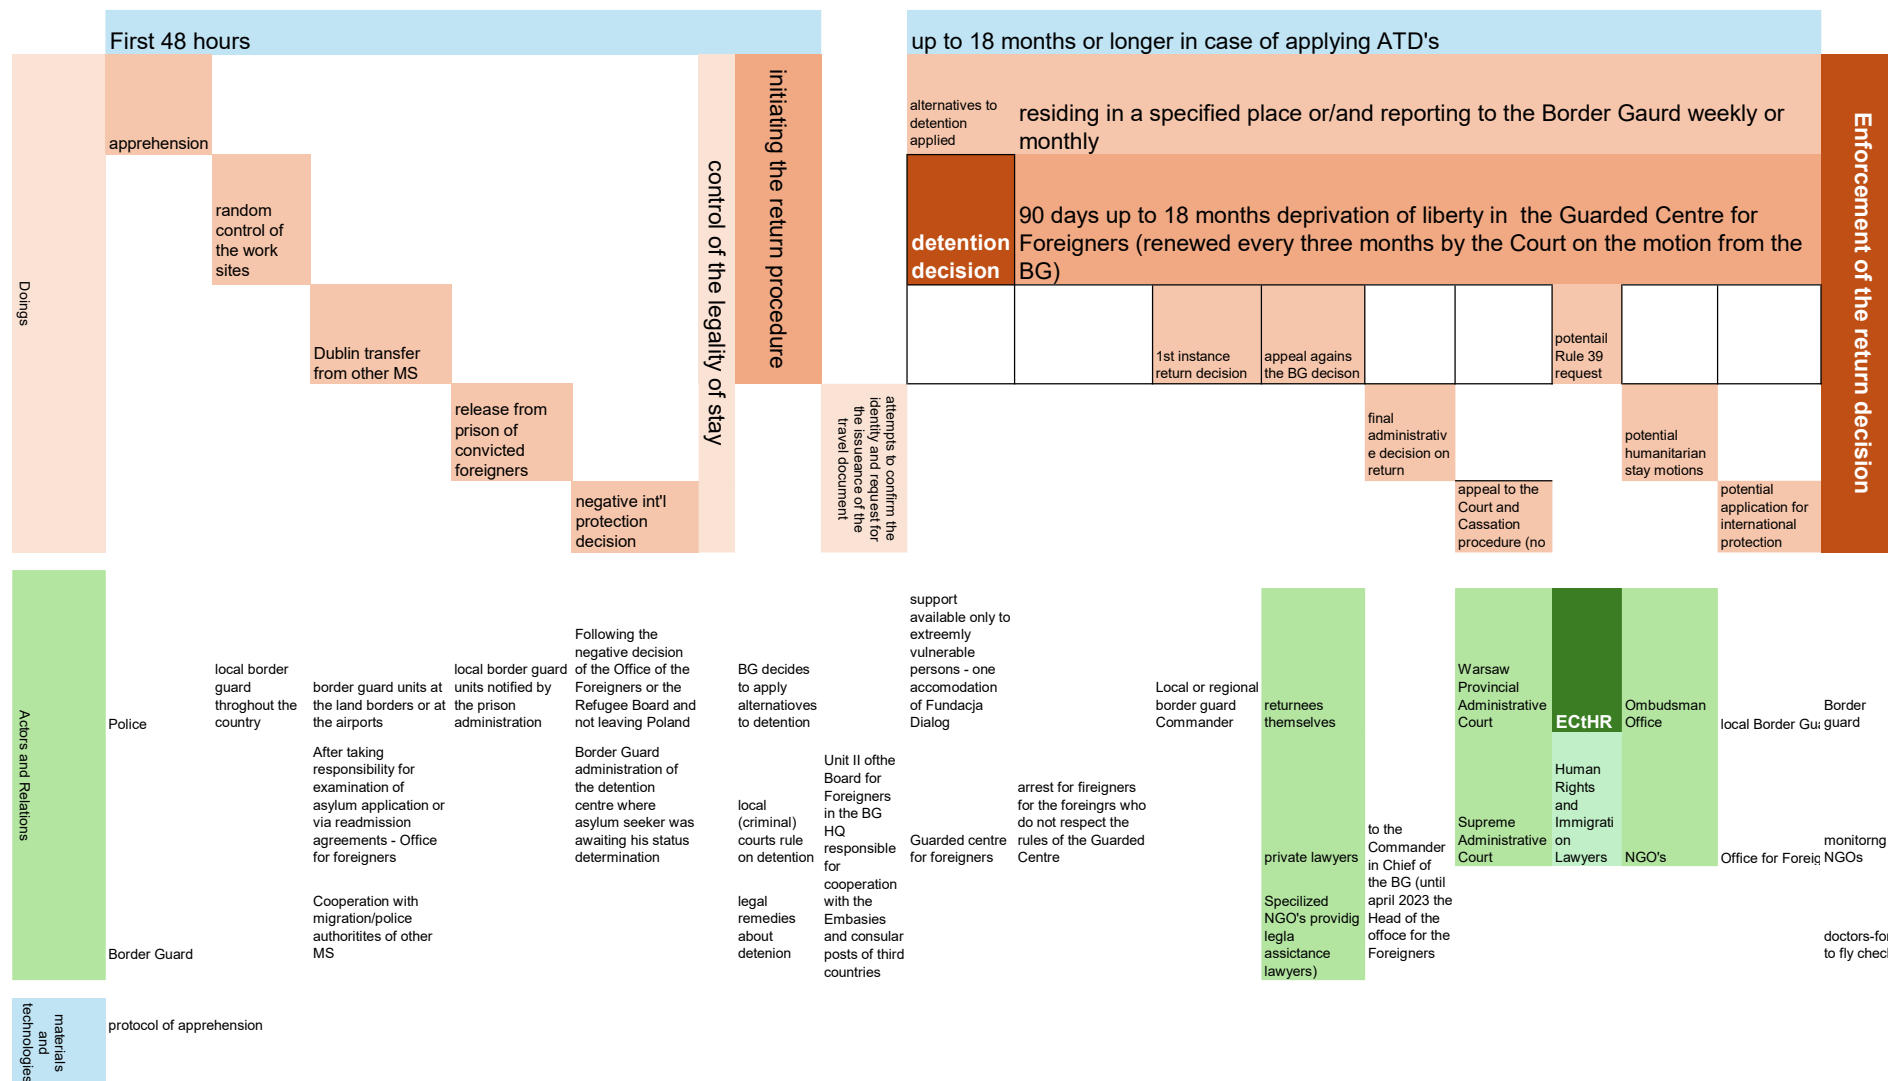 First 48 hours
up to 18 months or longer in case of applying ATD's
Doings
apprehension
random
control of
the work
sites
Dublin transfer
from other MS
release from
prison of
convicted
foreigners
negative int'l
protection
decision
control of the legality of stay
initiating the return procedure
attempts to confirm the
identity and request for
the issueance of the
travel document
alternatives to
detention
applied
residing in a specified place or/and reporting to the Border Gaurd weekly or
monthly
detention
decision
90 days up to 18 months deprivation of liberty in the Guarded Centre for
Foreigners (renewed every three months by the Court on the motion from the
BG)
1st instance
return decision
appeal agains
the BG decison
final
administrativ
e decision on
return
appeal to the
Court and
Cassation
procedure (no
potentail
Rule 39
request
potential
humanitarian
stay motions
potential
application for
international
protection
Enforcement of the return decision
Actors and Relations
Police
Border Guard
local border
guard
throghout the
country
border guard units at
the land borders or at
the airports
After taking
responsibility for
examination of
asylum application or
via readmission
agreements - Office
for foreigners
Cooperation with
migration/police
authoritites of other
MS
local border guard
units notified by
the prison
administration
Following the
negative decision
of the Office of the
Foreigners or the
Refugee Board and
not leaving Poland
Border Guard
administration of
the detention
centre where
asylum seeker was
awaiting his status
determination
BG decides
to apply
alternatioves
to detention
local
(criminal)
courts rule
on detention
legal
remedies
about
detenion
Unit II ofthe
Board for
Foreigners
in the BG
HQ
responsible
for
cooperation
with the
Embasies
and consular
posts of third
countries
support
available only to
extreemly
vulnerable
persons - one
accomodation
of Fundacja
Dialog
Guarded centre
for foreigners
arrest for fireigners
for the foreingrs who
do not respect the
rules of the Guarded
Centre
Local or regional
border guard
Commander
returnees
themselves
private lawyers
Specilized
NGO's providig
legla
assictance
lawyers)
to the
Commander
in Chief of
the BG (until
april 2023 the
Head of the
offoce for the
Foreigners
Warsaw
Provincial
Administrative
Court
Supreme
Administrative
Court
ECtHR
Human
Rights
and
Immigrati
on
Lawyers
Ombudsman
Office
NGO's
local Border Gua
Office for Foreig
Border
guard
monitorng
NGOs
doctors-for
to fly check
materials
and
technologies
protocol of apprehension